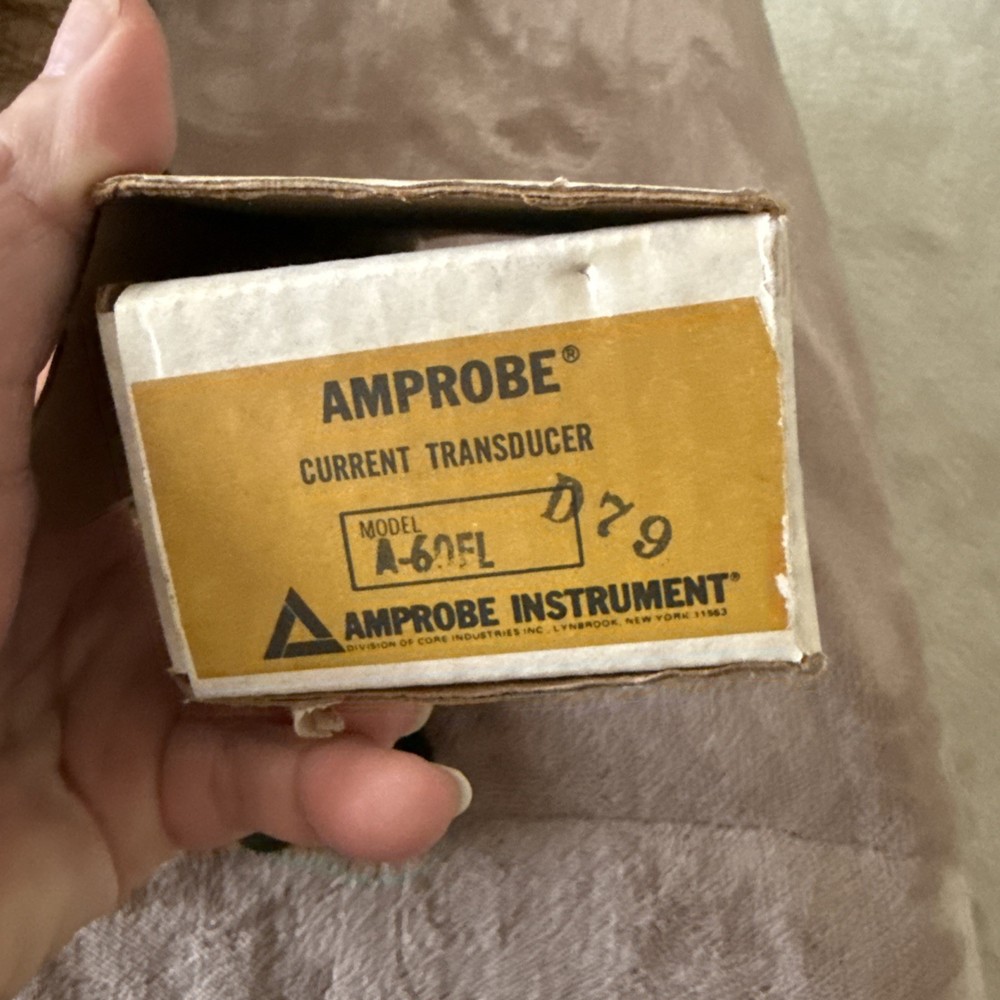 AMPROBE®
CURRENT TRANSDUCER
MODEL
A-60FL
D79
AMPROBE INSTRUMENT®
DIVISION OF CORE INDUSTRIES INC., LYNBROOK, NEW YORK 11563